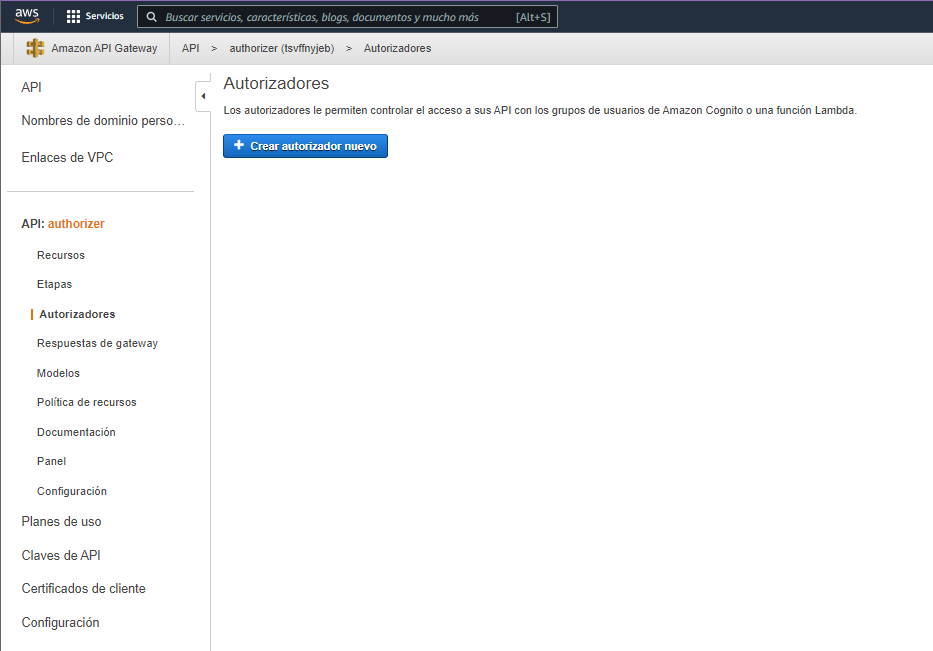 aws
Servicios
Buscar servicios, características, blogs, documentos y mucho más
[Alt+S]
Amazon API Gateway
API > authorizer (tsvffnyjeb) > Autorizadores
API
Nombres de dominio perso...
Enlaces de VPC
API: authorizer
Recursos
Etapas
Autorizadores
Respuestas de gateway
Modelos
Política de recursos
Documentación
Panel
Configuración
Planes de uso
Claves de API
Certificados de cliente
Configuración
Autorizadores
Los autorizadores le permiten controlar el acceso a sus API con los grupos de usuarios de Amazon Cognito o una función Lambda.
+ Crear autorizador nuevo